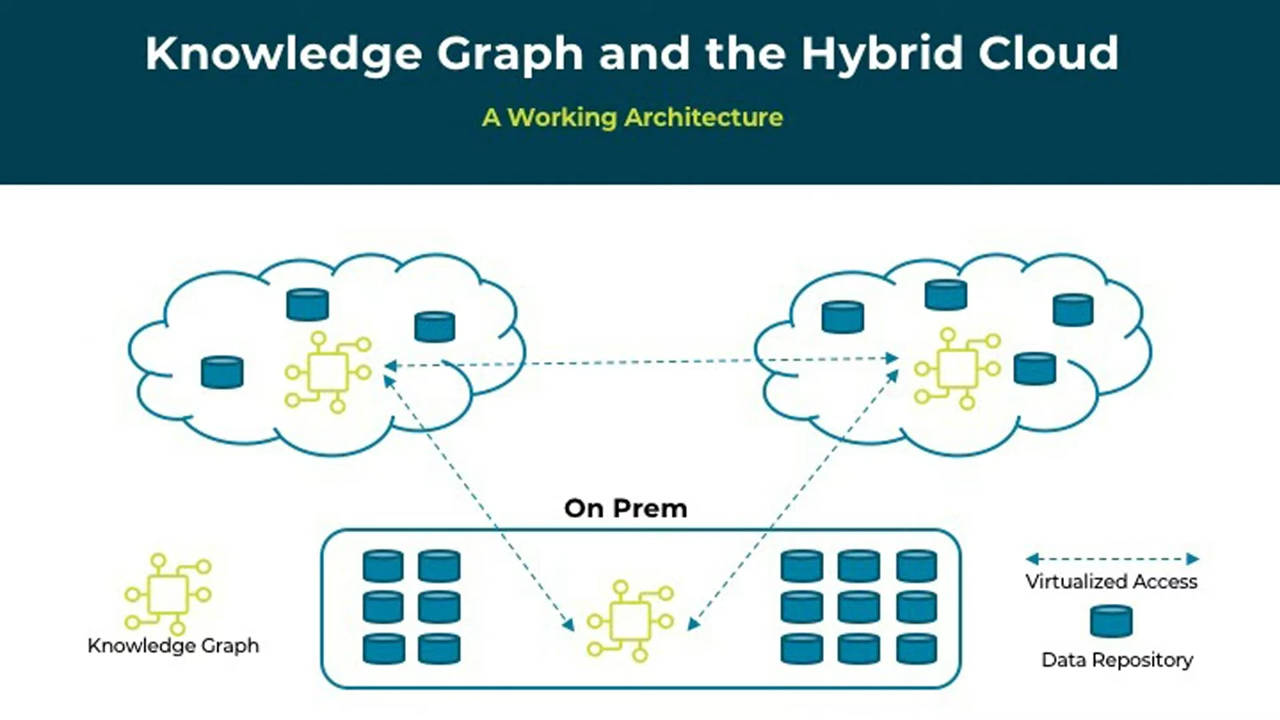 Knowledge Graph and the Hybrid Cloud
A Working Architecture
On Prem
Knowledge Graph
Virtualized Access
Data Repository